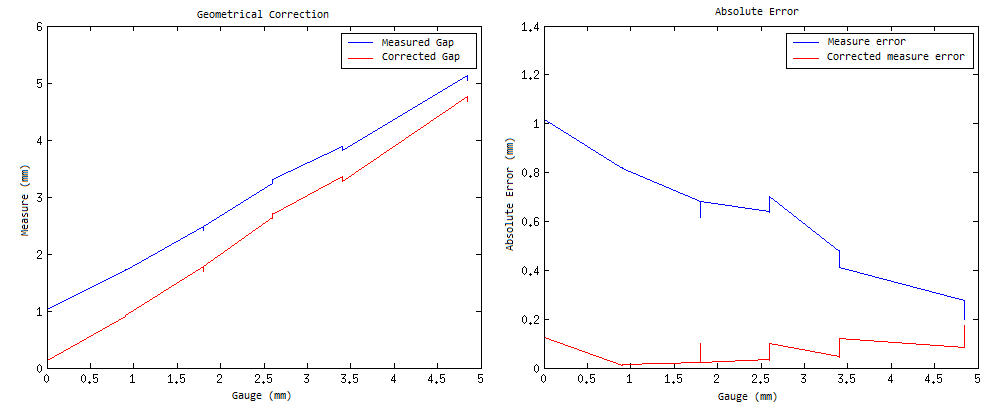 Geometrical Correction
6
5
4
3
2
1
0
Measure (mm)
Measured Gap
Corrected Gap
0 0.5 1 1.5 2 2.5 3 3.5 4 4.5 5
Gauge (mm)
Absolute Error
1.4
1.2
1
0.8
0.6
0.4
0.2
0
Absolute Error (mm)
Measure error
Corrected measure error
0 0.5 1 1.5 2 2.5 3 3.5 4 4.5 5
Gauge (mm)